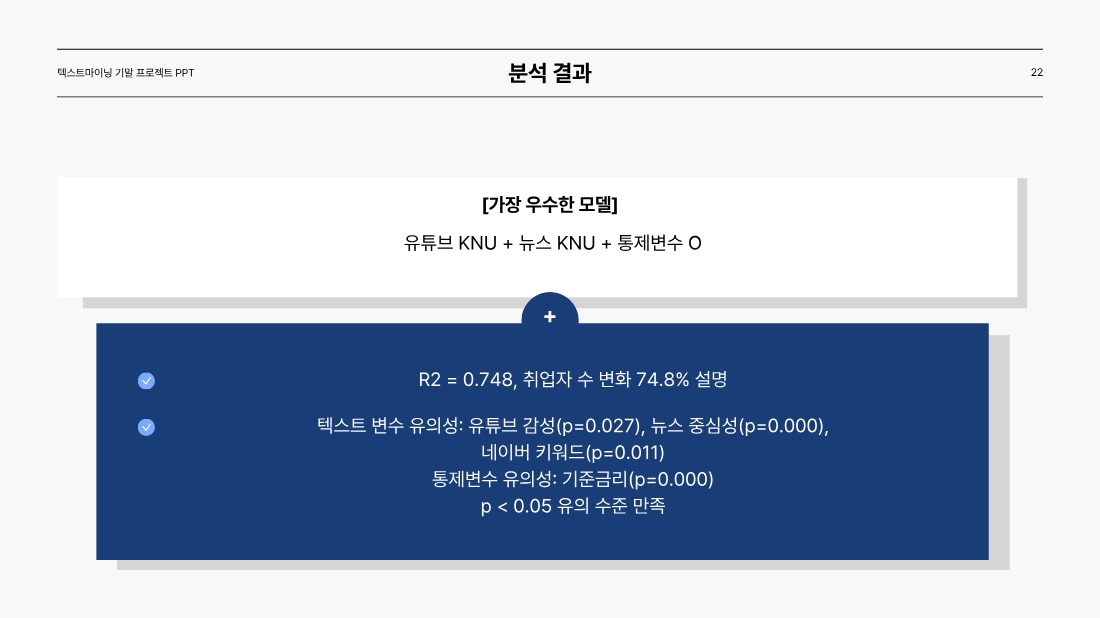 텍스트마이닝 기말 프로젝트 PPT
분석 결과
22
[가장 우수한 모델]
유튜브 KNU + 뉴스 KNU + 통제변수 O
+
R2 = 0.748, 취업자 수 변화 74.8% 설명
텍스트 변수 유의성: 유튜브 감성(p=0.027), 뉴스 중심성(p=0.000),
네이버 키워드(p=0.011)
통제변수 유의성: 기준금리(p=0.000)
p < 0.05 유의 수준 만족